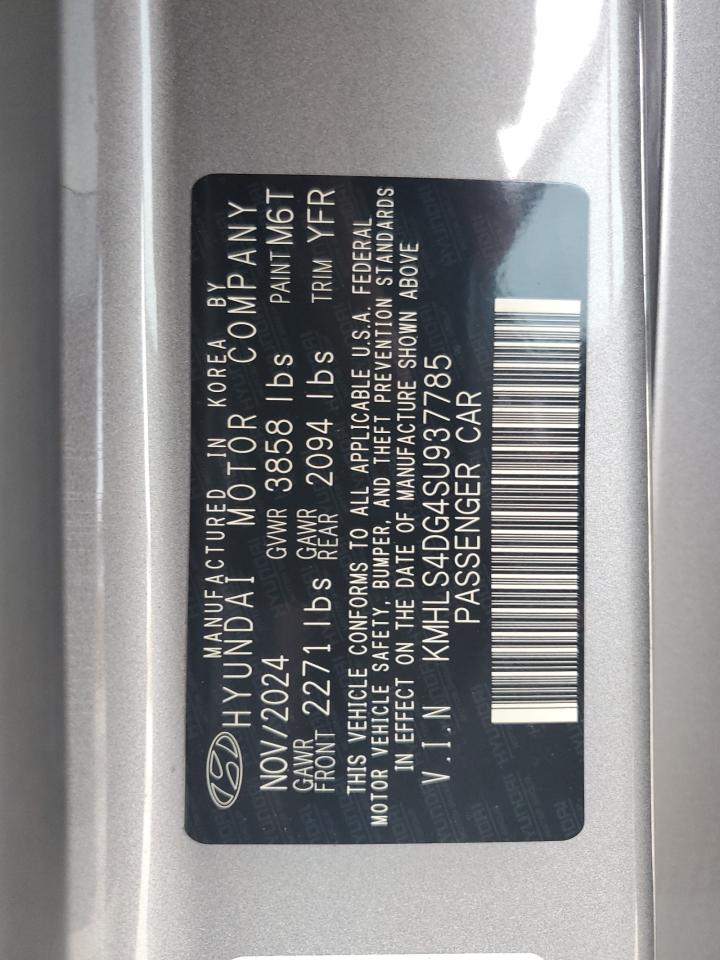 MANUFACTURED IN KOREA BY
HYUNDAI MOTOR COMPANY
NOV/2024 GVWR 3858 lbs PAINT M6T
GAWR FRONT 2271 lbs GAWR REAR 2094 lbs TRIM YFR
THIS VEHICLE CONFORMS TO ALL APPLICABLE U.S.A. FEDERAL
MOTOR VEHICLE SAFETY, BUMPER, AND THEFT PREVENTION STANDARDS
IN EFFECT ON THE DATE OF MANUFACTURE SHOWN ABOVE
V.I.N KMHLS4DG4SU937785
PASSENGER CAR